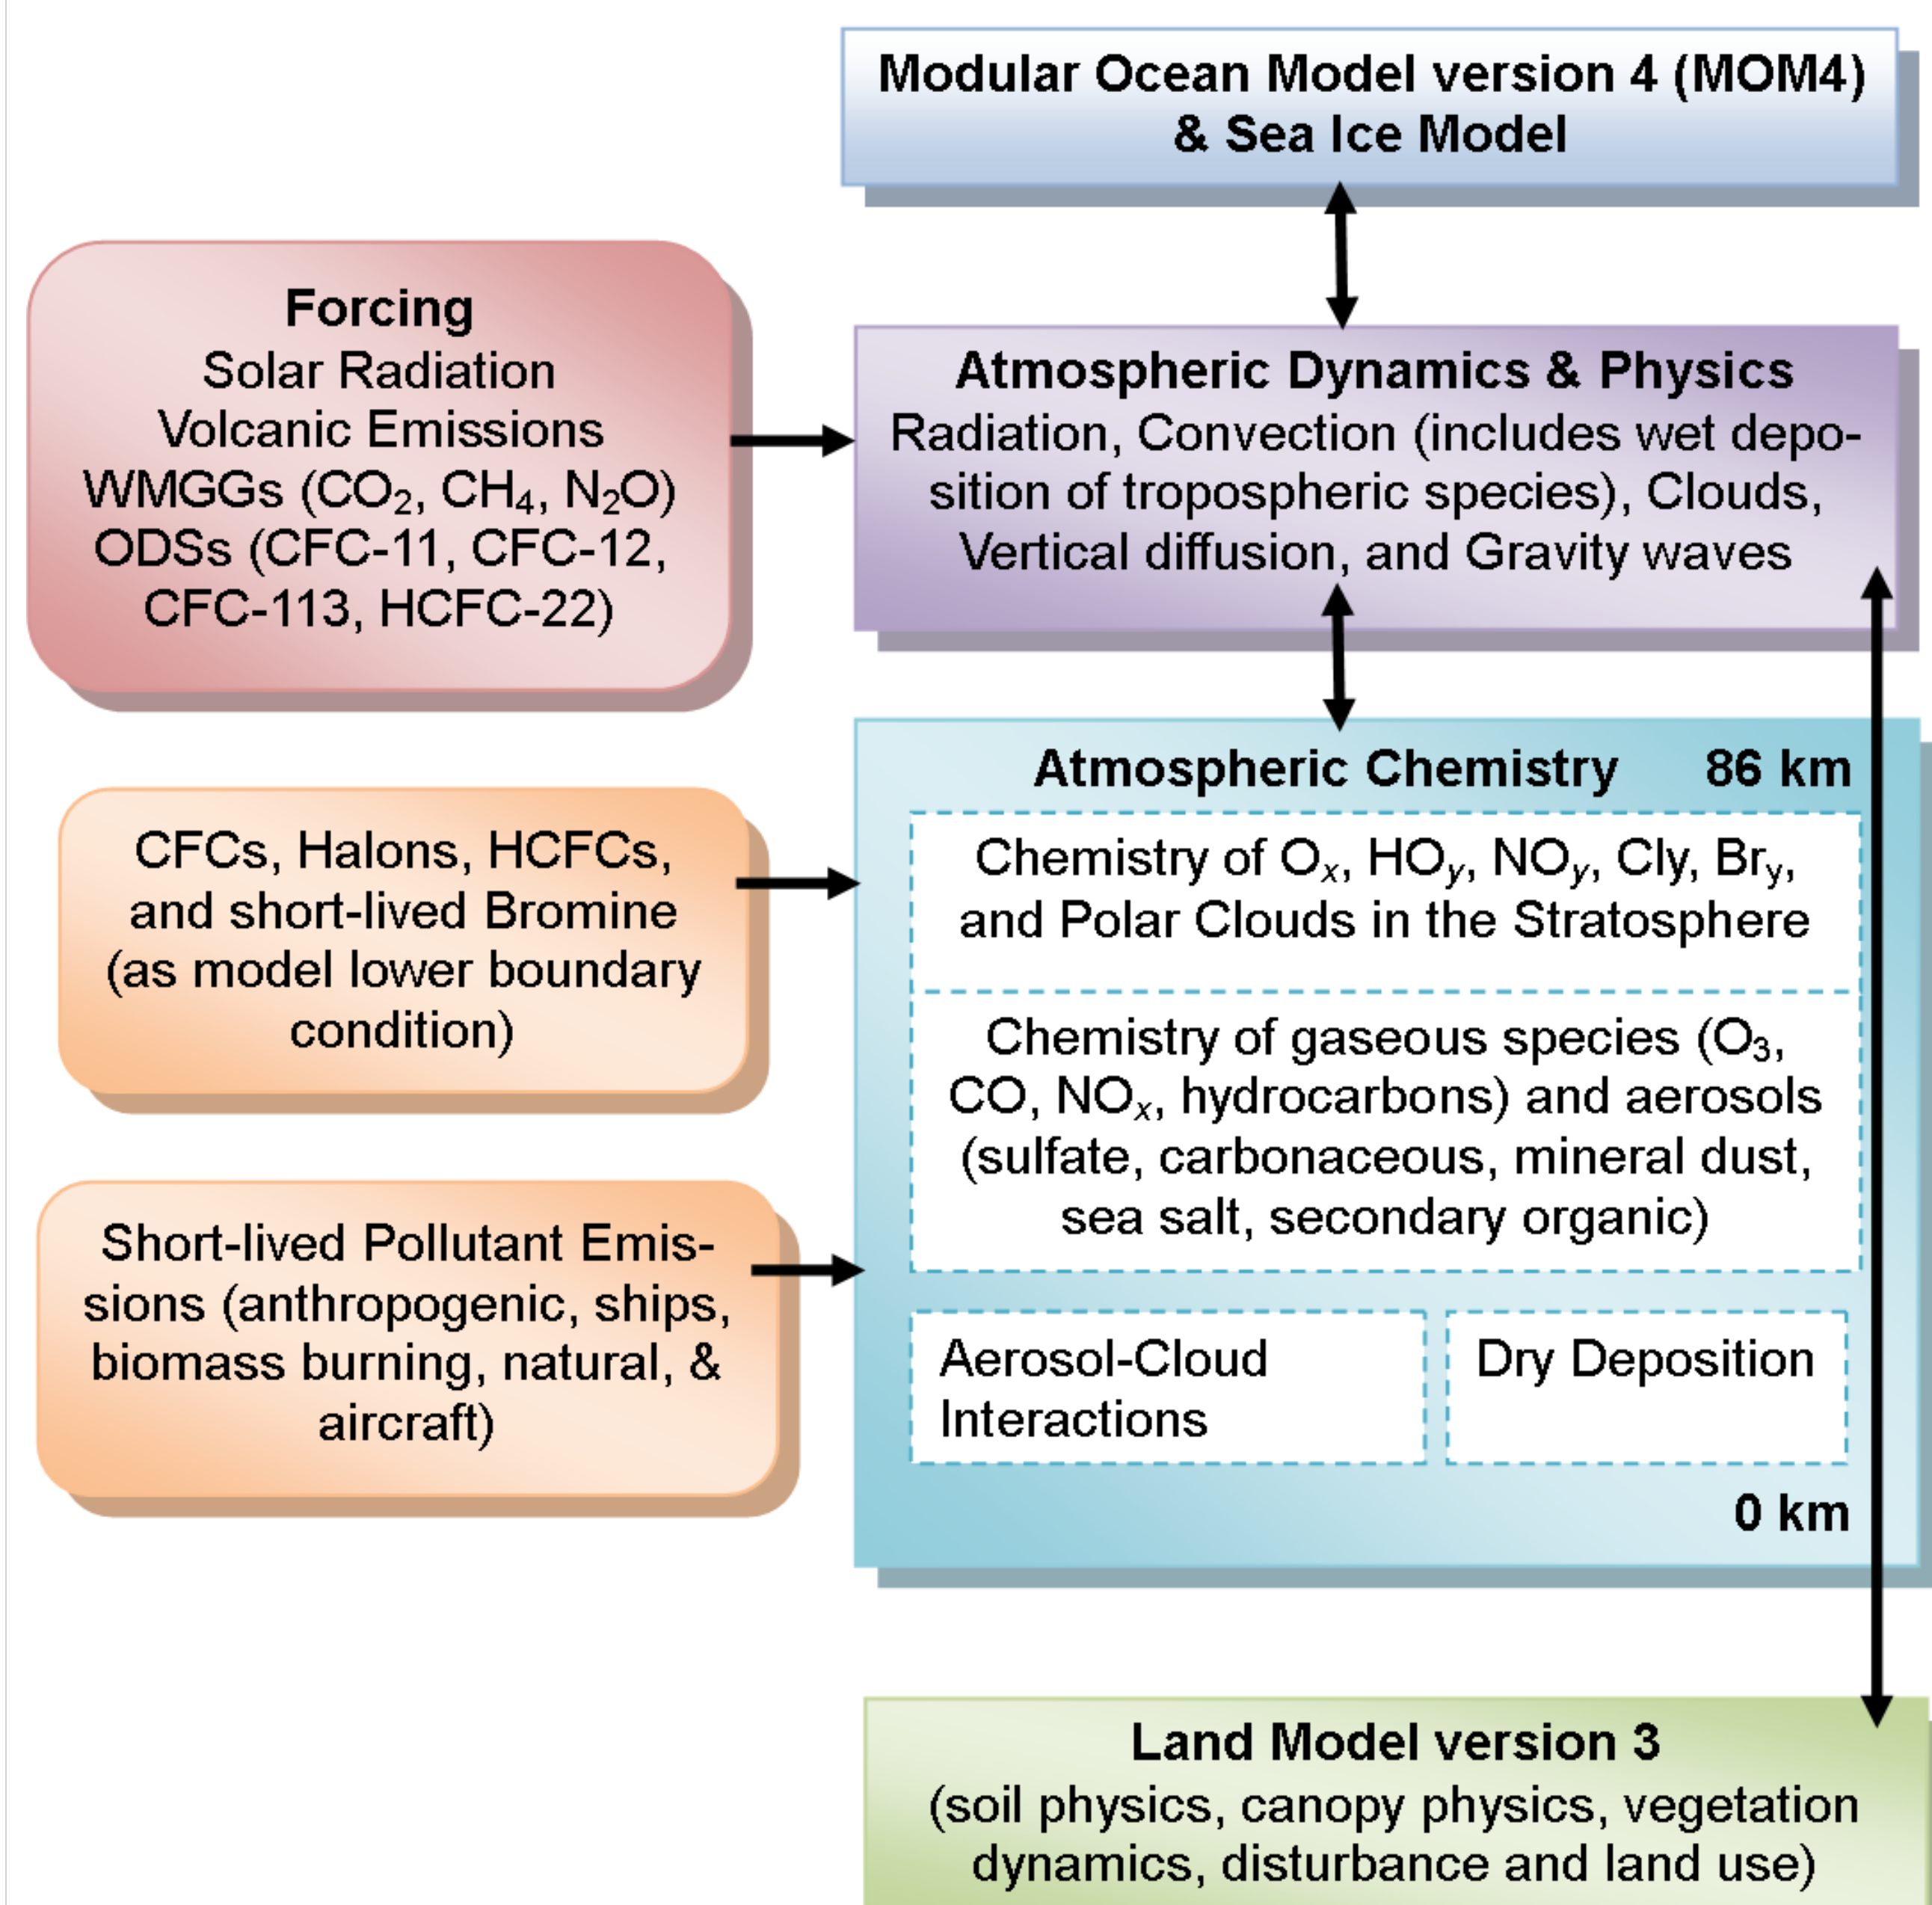 Modular Ocean Model version 4 (MOM4)
& Sea Ice Model
Forcing
Solar Radiation
Volcanic Emissions
WMGGs (CO₂, CH₄, N₂O)
ODSs (CFC-11, CFC-12,
CFC-113, HCFC-22)
Atmospheric Dynamics & Physics
Radiation, Convection (includes wet depo-
sition of tropospheric species), Clouds,
Vertical diffusion, and Gravity waves
Atmospheric Chemistry 86 km
Chemistry of Oₓ, HOy, NOy, Cly, Bry,
and Polar Clouds in the Stratosphere
CFCs, Halons, HCFCs,
and short-lived Bromine
(as model lower boundary
condition)
Chemistry of gaseous species (O₃,
CO, NOₓ, hydrocarbons) and aerosols
(sulfate, carbonaceous, mineral dust,
sea salt, secondary organic)
Short-lived Pollutant Emis-
sions (anthropogenic, ships,
biomass burning, natural, &
aircraft)
Aerosol-Cloud
Interactions
Dry Deposition
0 km
Land Model version 3
(soil physics, canopy physics, vegetation
dynamics, disturbance and land use)